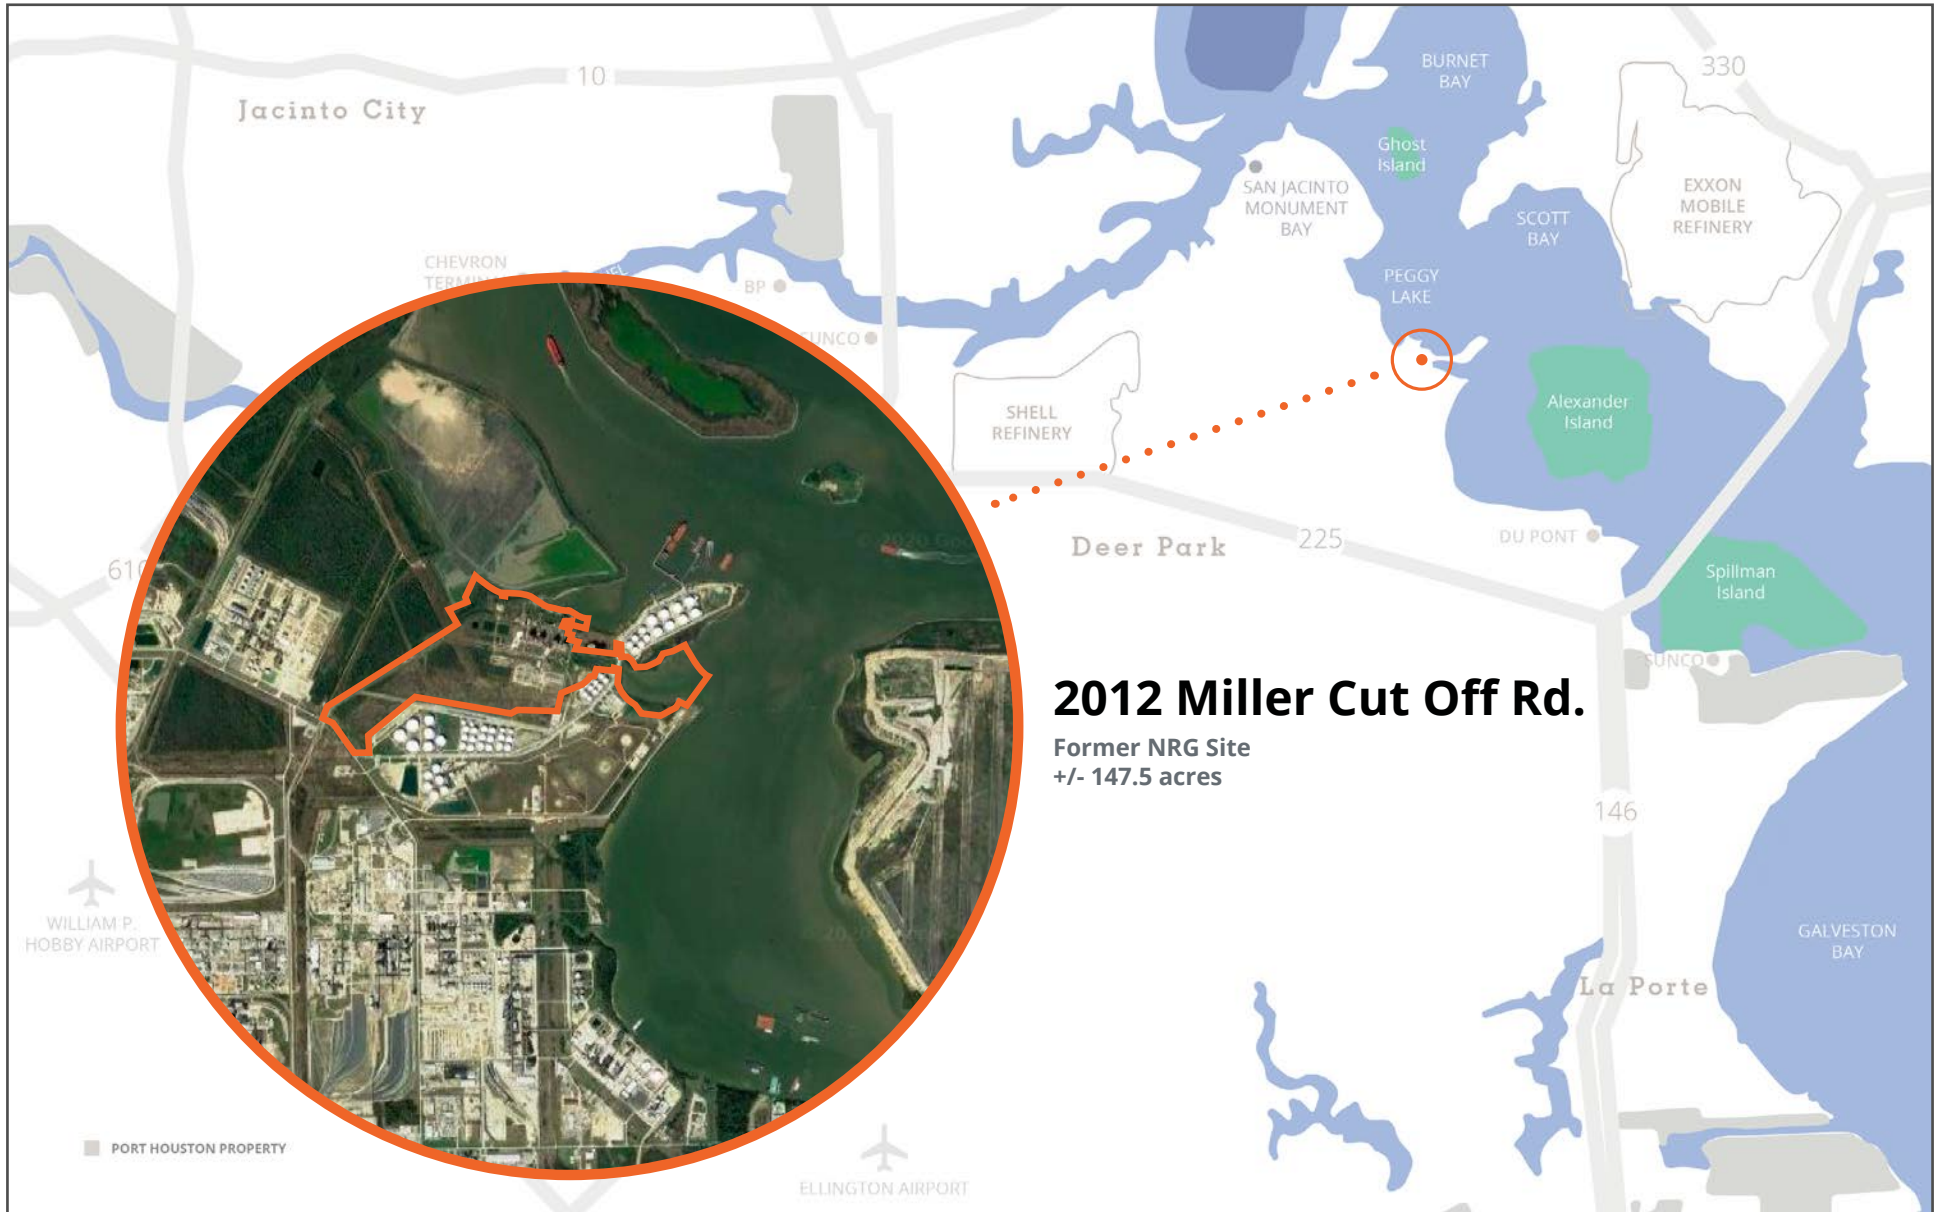 10
330
Jacinto City
BURNET
BAY
Ghost
Island
SAN JACINTO
MONUMENT
BAY
EXXON
MOBILE
REFINERY
SCOTT
BAY
CHEVRON
BP
PEGGY
LAKE
SHELL
REFINERY
Alexander
Island
Deer Park
225
DU PONT
610
Spillman
Island
SUNCO
2012 Miller Cut Off Rd.
Former NRG Site
+/- 147.5 acres
146
WILLIAM P.
HOBBY AIRPORT
GALVESTON
BAY
La Porte
PORT HOUSTON PROPERTY
ELLINGTON AIRPORT